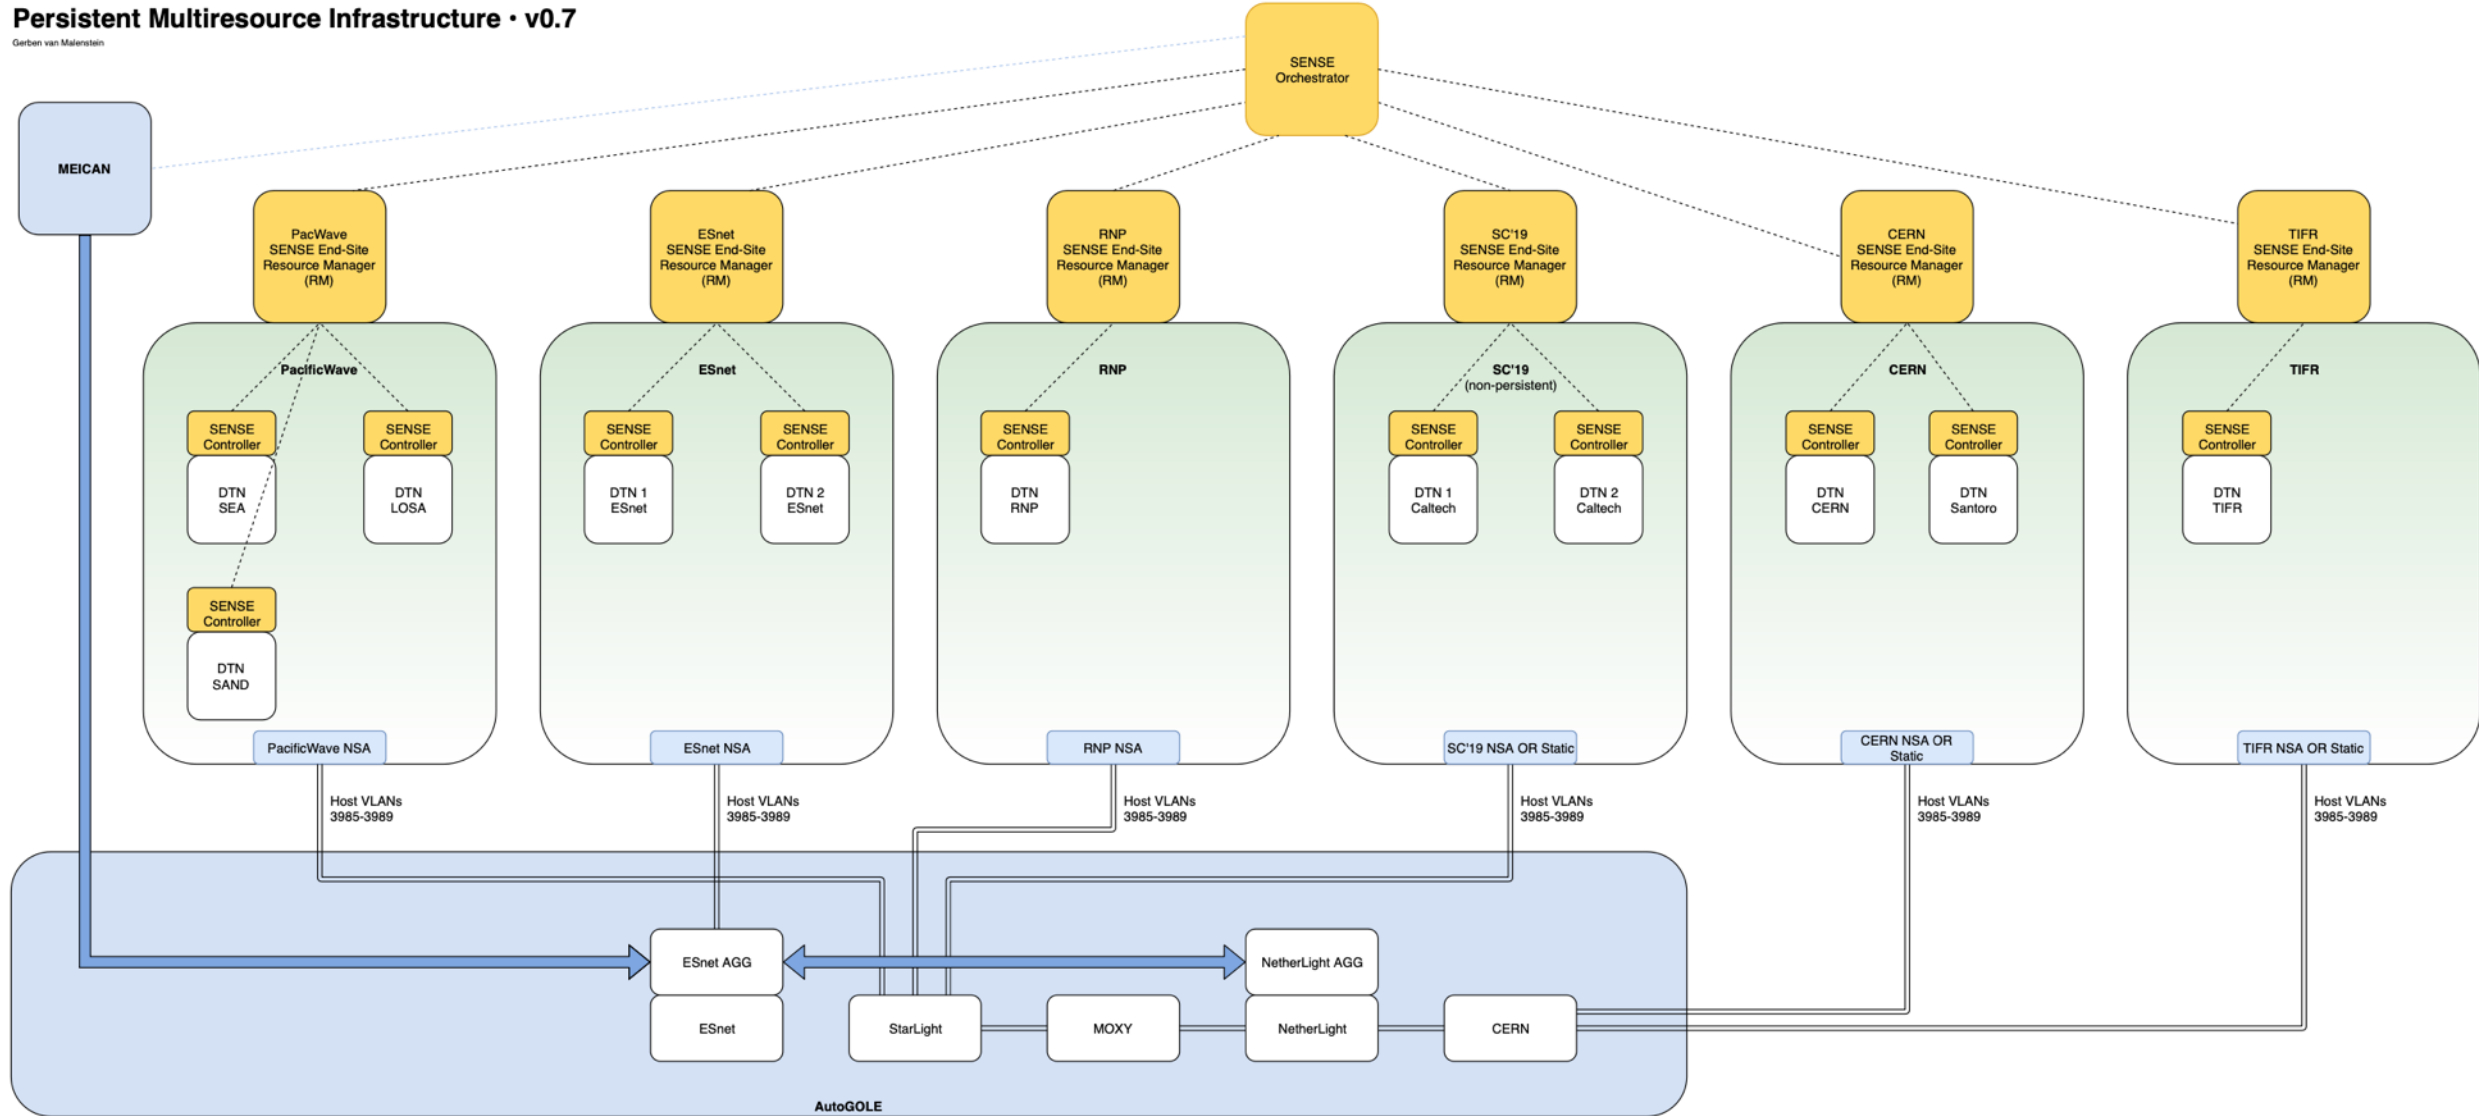 Persistent Multiresource Infrastructure • v0.7
Gerben van Malenstein
SENSE
Orchestrator
MEICAN
PacWave
SENSE End-Site
Resource Manager
(RM)
ESnet
SENSE End-Site
Resource Manager
(RM)
RNP
SENSE End-Site
Resource Manager
(RM)
SC'19
SENSE End-Site
Resource Manager
(RM)
CERN
SENSE End-Site
Resource Manager
(RM)
TIFR
SENSE End-Site
Resource Manager
(RM)
PacificWave
SENSE
Controller
DTN
SEA
SENSE
Controller
DTN
LOSA
SENSE
Controller
DTN
SAND
PacificWave NSA
ESnet
SENSE
Controller
DTN 1
ESnet
SENSE
Controller
DTN 2
ESnet
ESnet NSA
RNP
SENSE
Controller
DTN
RNP
RNP NSA
SC'19
(non-persistent)
SENSE
Controller
DTN 1
Caltech
SENSE
Controller
DTN 2
Caltech
SC'19 NSA OR Static
CERN
SENSE
Controller
DTN
CERN
SENSE
Controller
DTN
Santoro
CERN NSA OR
Static
TIFR
SENSE
Controller
DTN
TIFR
TIFR NSA OR Static
Host VLANs
3985-3989
Host VLANs
3985-3989
Host VLANs
3985-3989
Host VLANs
3985-3989
Host VLANs
3985-3989
Host VLANs
3985-3989
ESnet AGG
NetherLight AGG
ESnet
StarLight
MOXY
NetherLight
CERN
AutoGOLE